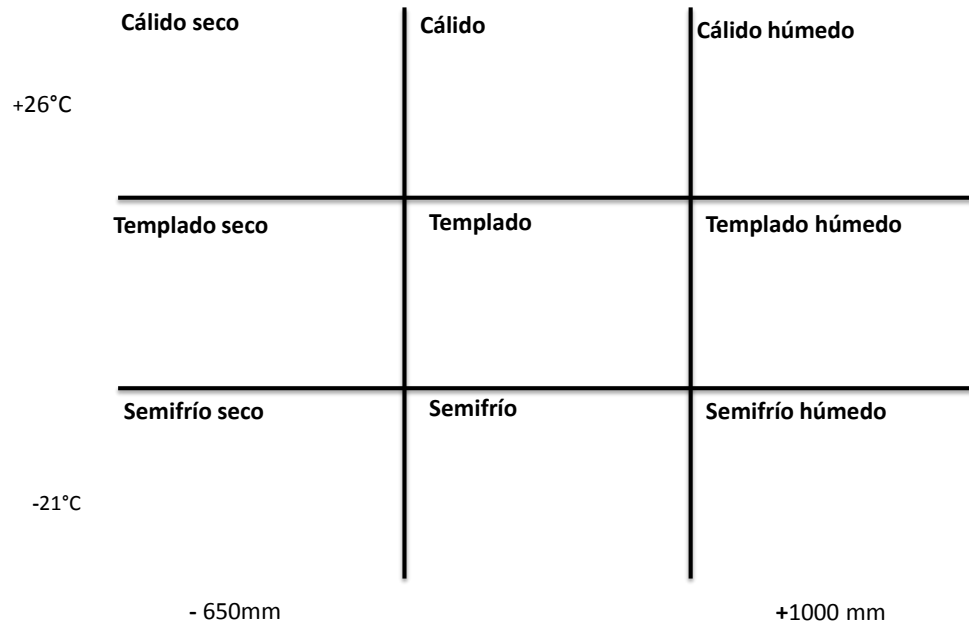 Cálido seco
Cálido
Cálido húmedo
+26°C
Templado seco
Templado
Templado húmedo
Semifrío seco
Semifrío
Semifrío húmedo
-21°C
- 650mm
+1000 mm